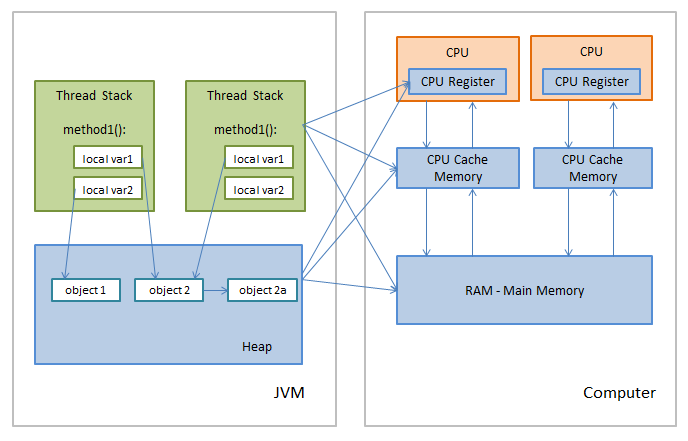 Thread Stack
method1():
local var1
local var2
Thread Stack
method1():
local var1
local var2
object 1
object 2
object 2a
Heap
JVM
CPU
CPU Register
CPU
CPU Register
CPU Cache
Memory
CPU Cache
Memory
RAM - Main Memory
Computer